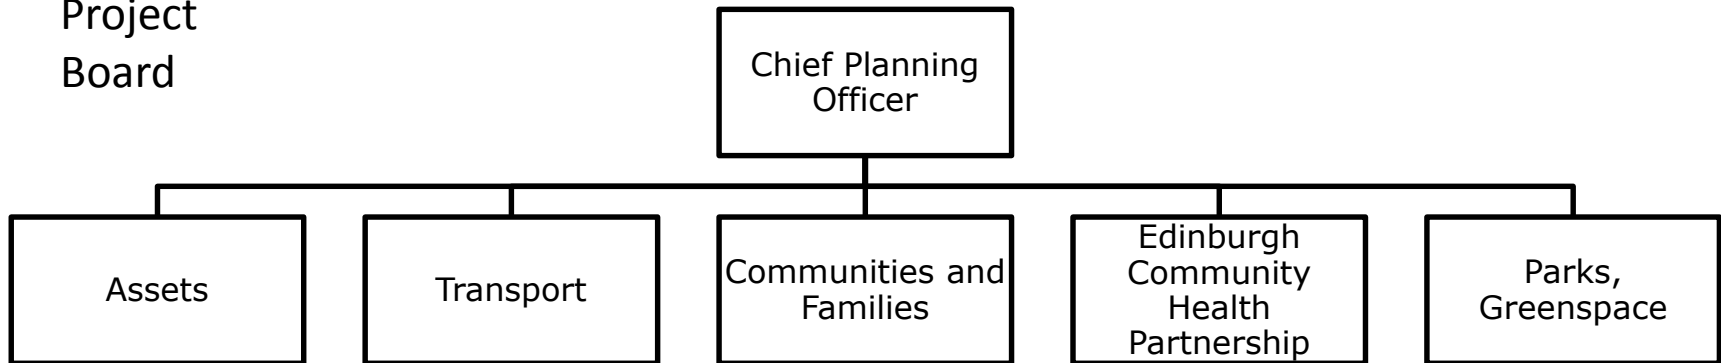 Project
Board
Chief Planning
Officer
Assets
Transport
Communities and
Families
Edinburgh
Community
Health
Partnership
Parks,
Greenspace